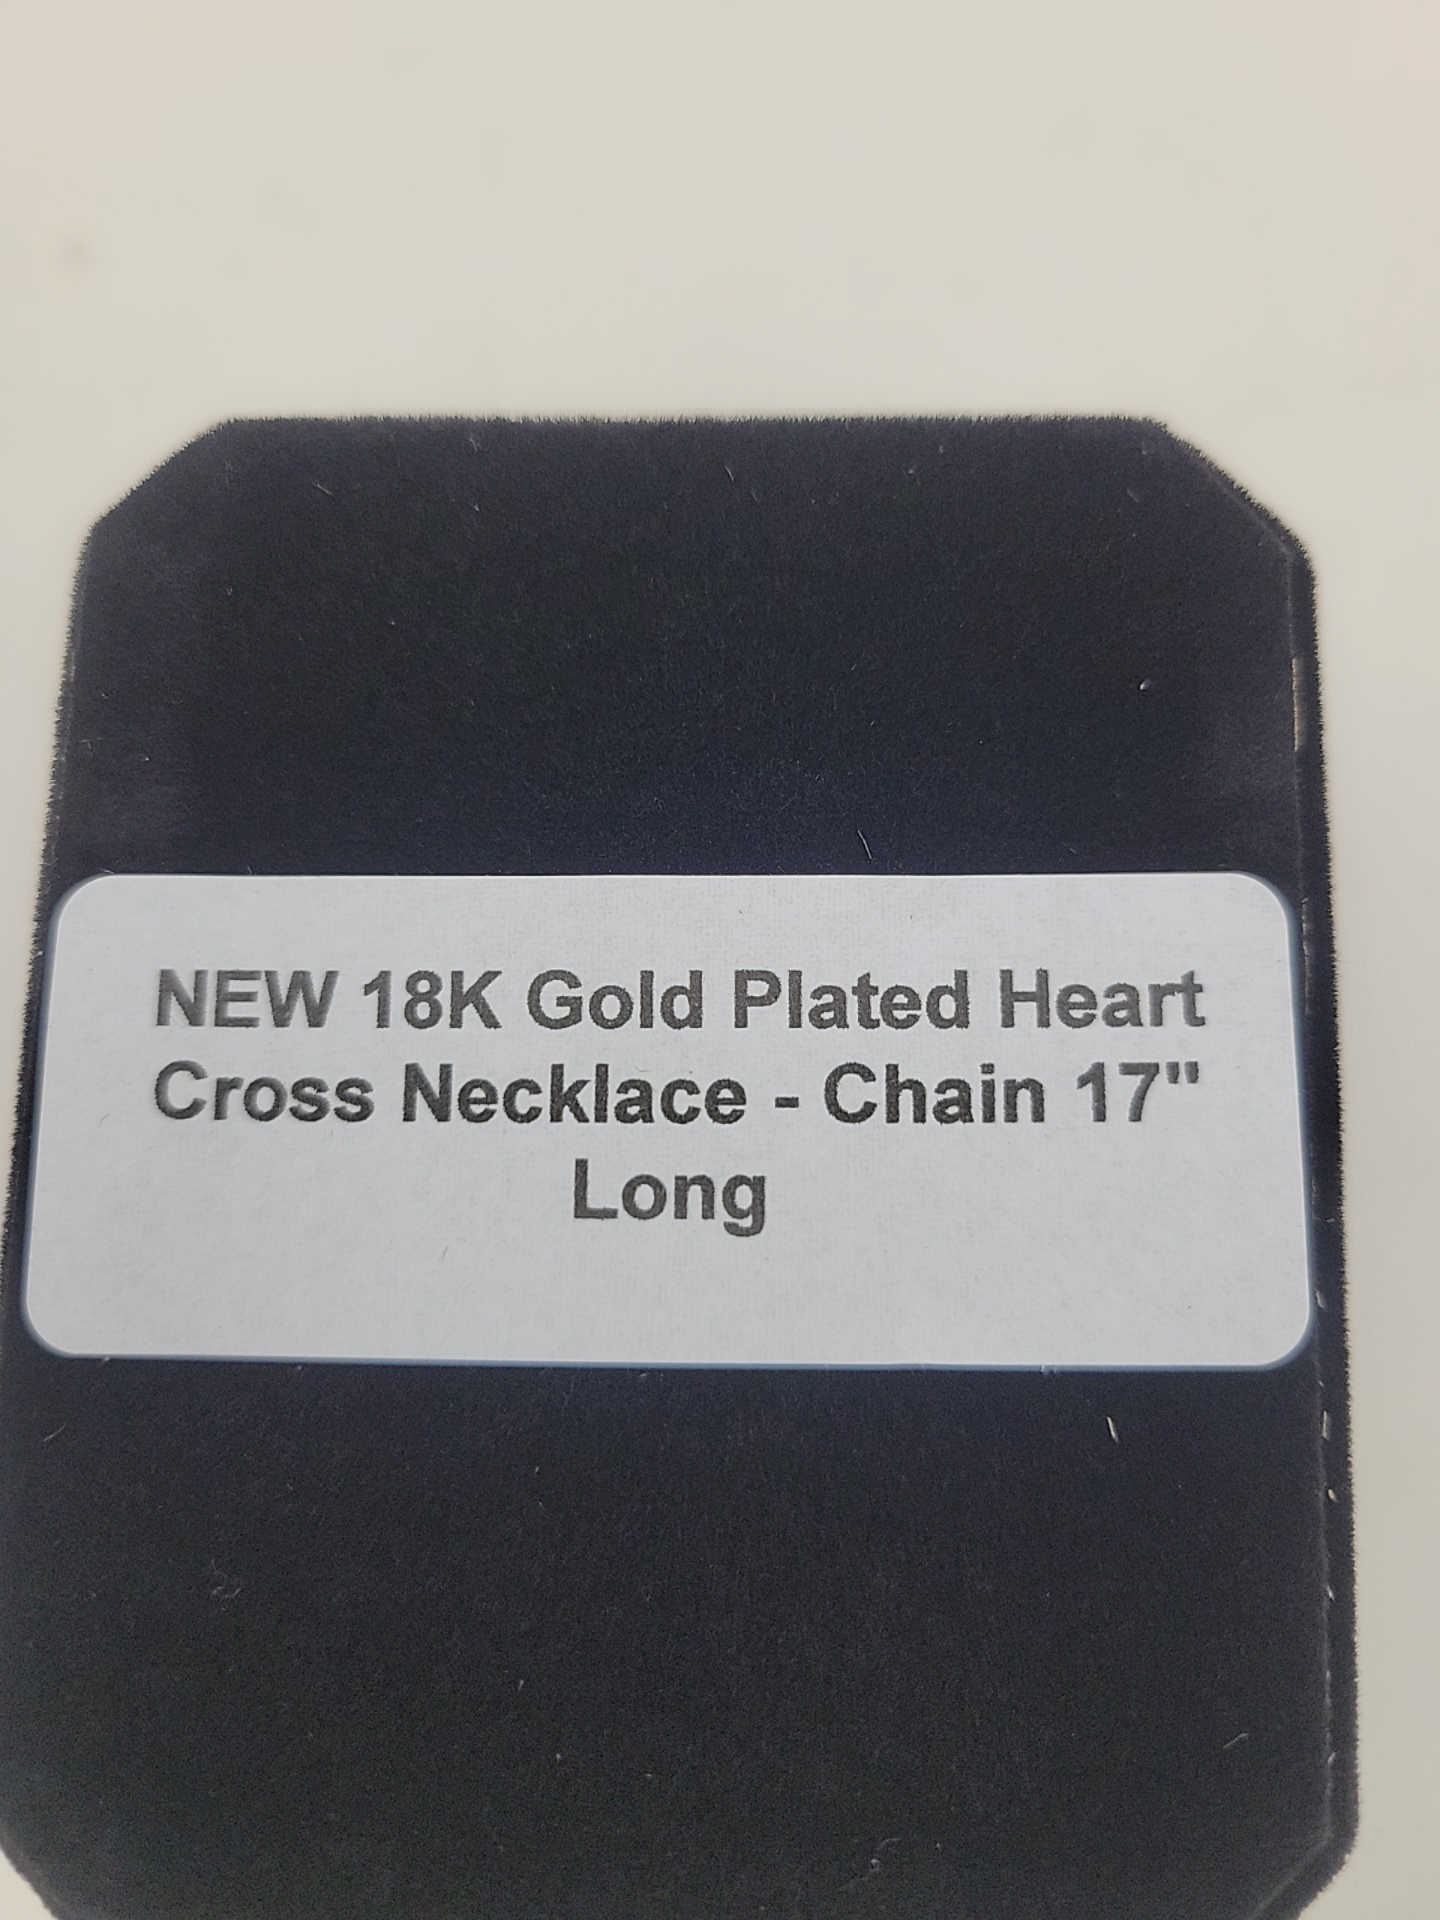 NEW 18K Gold Plated Heart
Cross Necklace - Chain 17"
Long